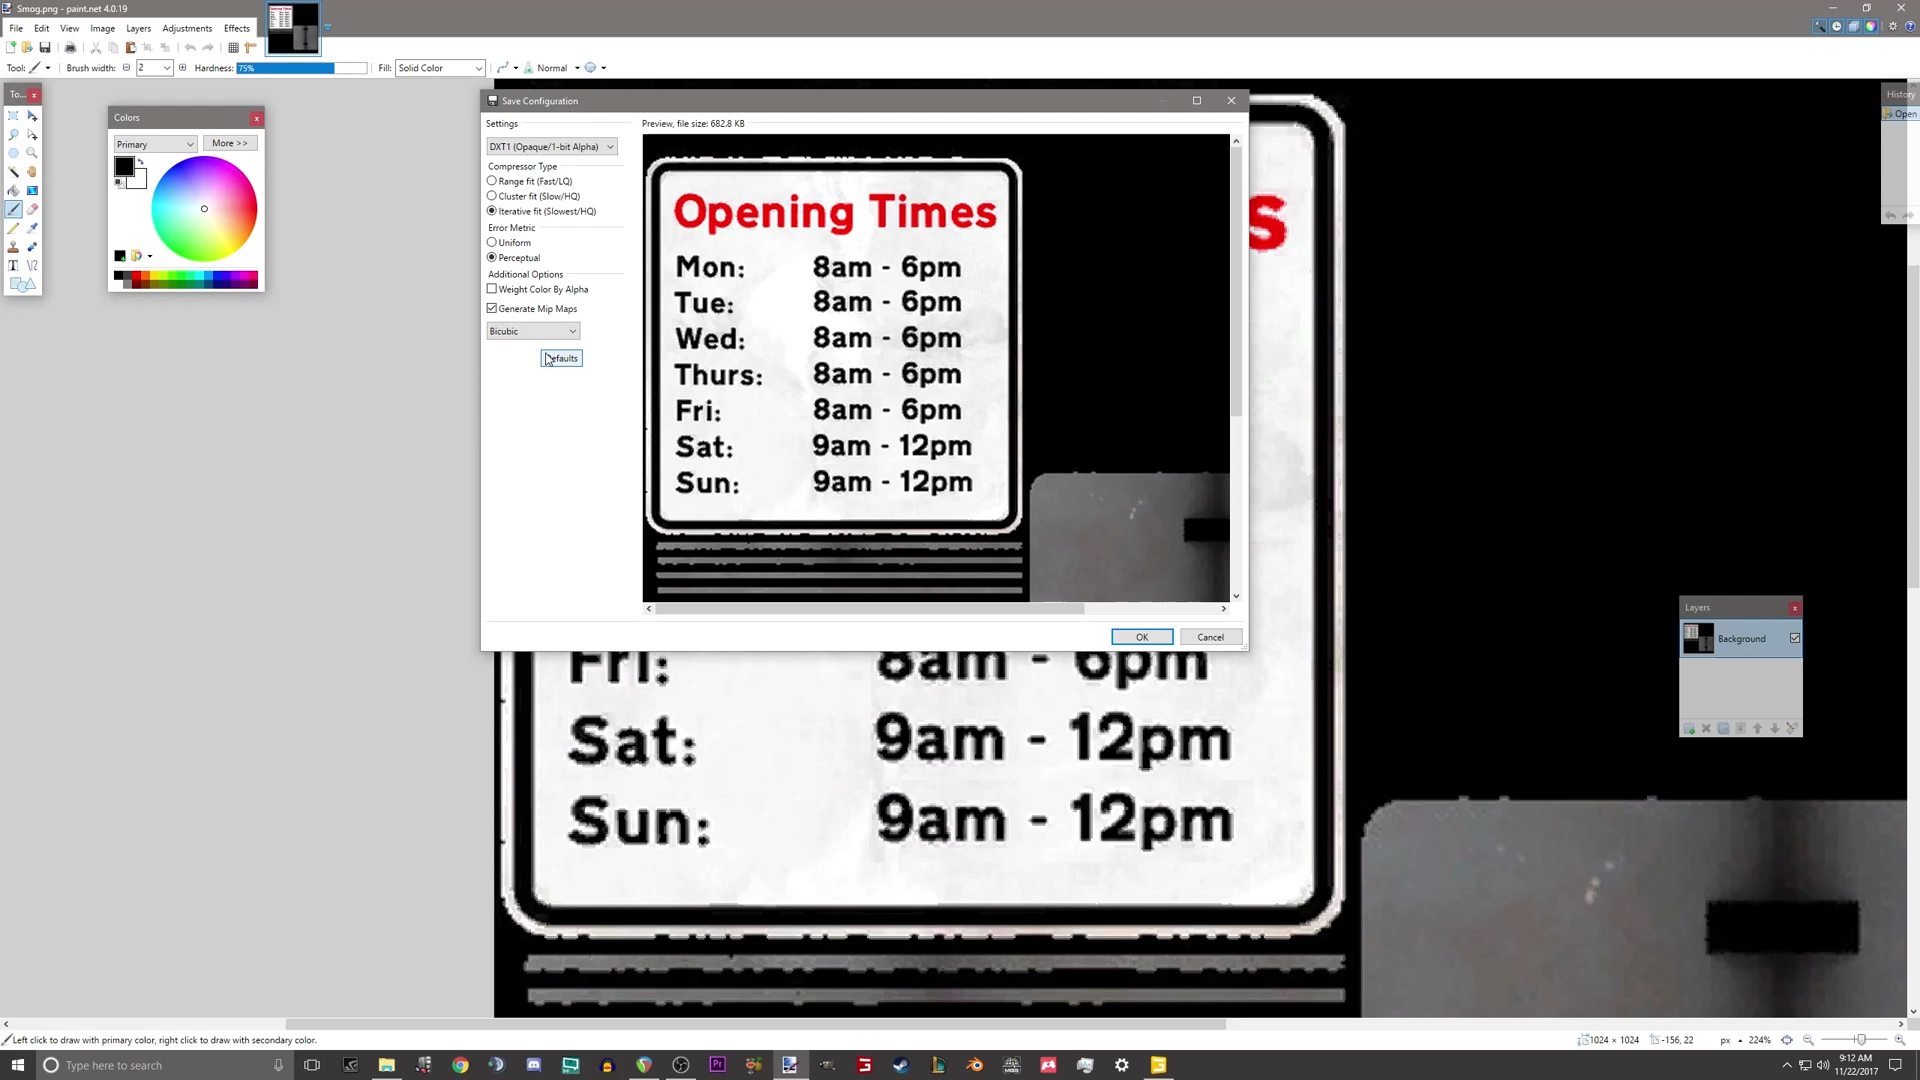 Smog.png - paint.net 4.0.19
File Edit View Image Layers Adjustments Effects
Tool: Brush width: 2 Hardness: 75% Fill: Solid Color Normal
To... x
Colors x
Primary More >>
Save Configuration
Settings
DXT1 (Opaque/1-bit Alpha)
Compressor Type
Range fit (Fast/LQ)
Cluster fit (Slow/HQ)
Iterative fit (Slowest/HQ)
Error Metric
Uniform
Perceptual
Additional Options
Weight Color By Alpha
Generate Mip Maps
Bicubic
efaults
Preview, file size: 682.8 KB
Opening Times
Mon: 8am - 6pm
Tue: 8am - 6pm
Wed: 8am - 6pm
Thurs: 8am - 6pm
Fri: 8am - 6pm
Sat: 9am - 12pm
Sun: 9am - 12pm
OK Cancel
s
Fri: 8am - 6pm
Sat: 9am - 12pm
Sun: 9am - 12pm
History
Open
Layers x
Background
Left click to draw with primary color, right click to draw with secondary color.
1024 × 1024 -156, 22 px 224%
Type here to search
9:12 AM
11/22/2017